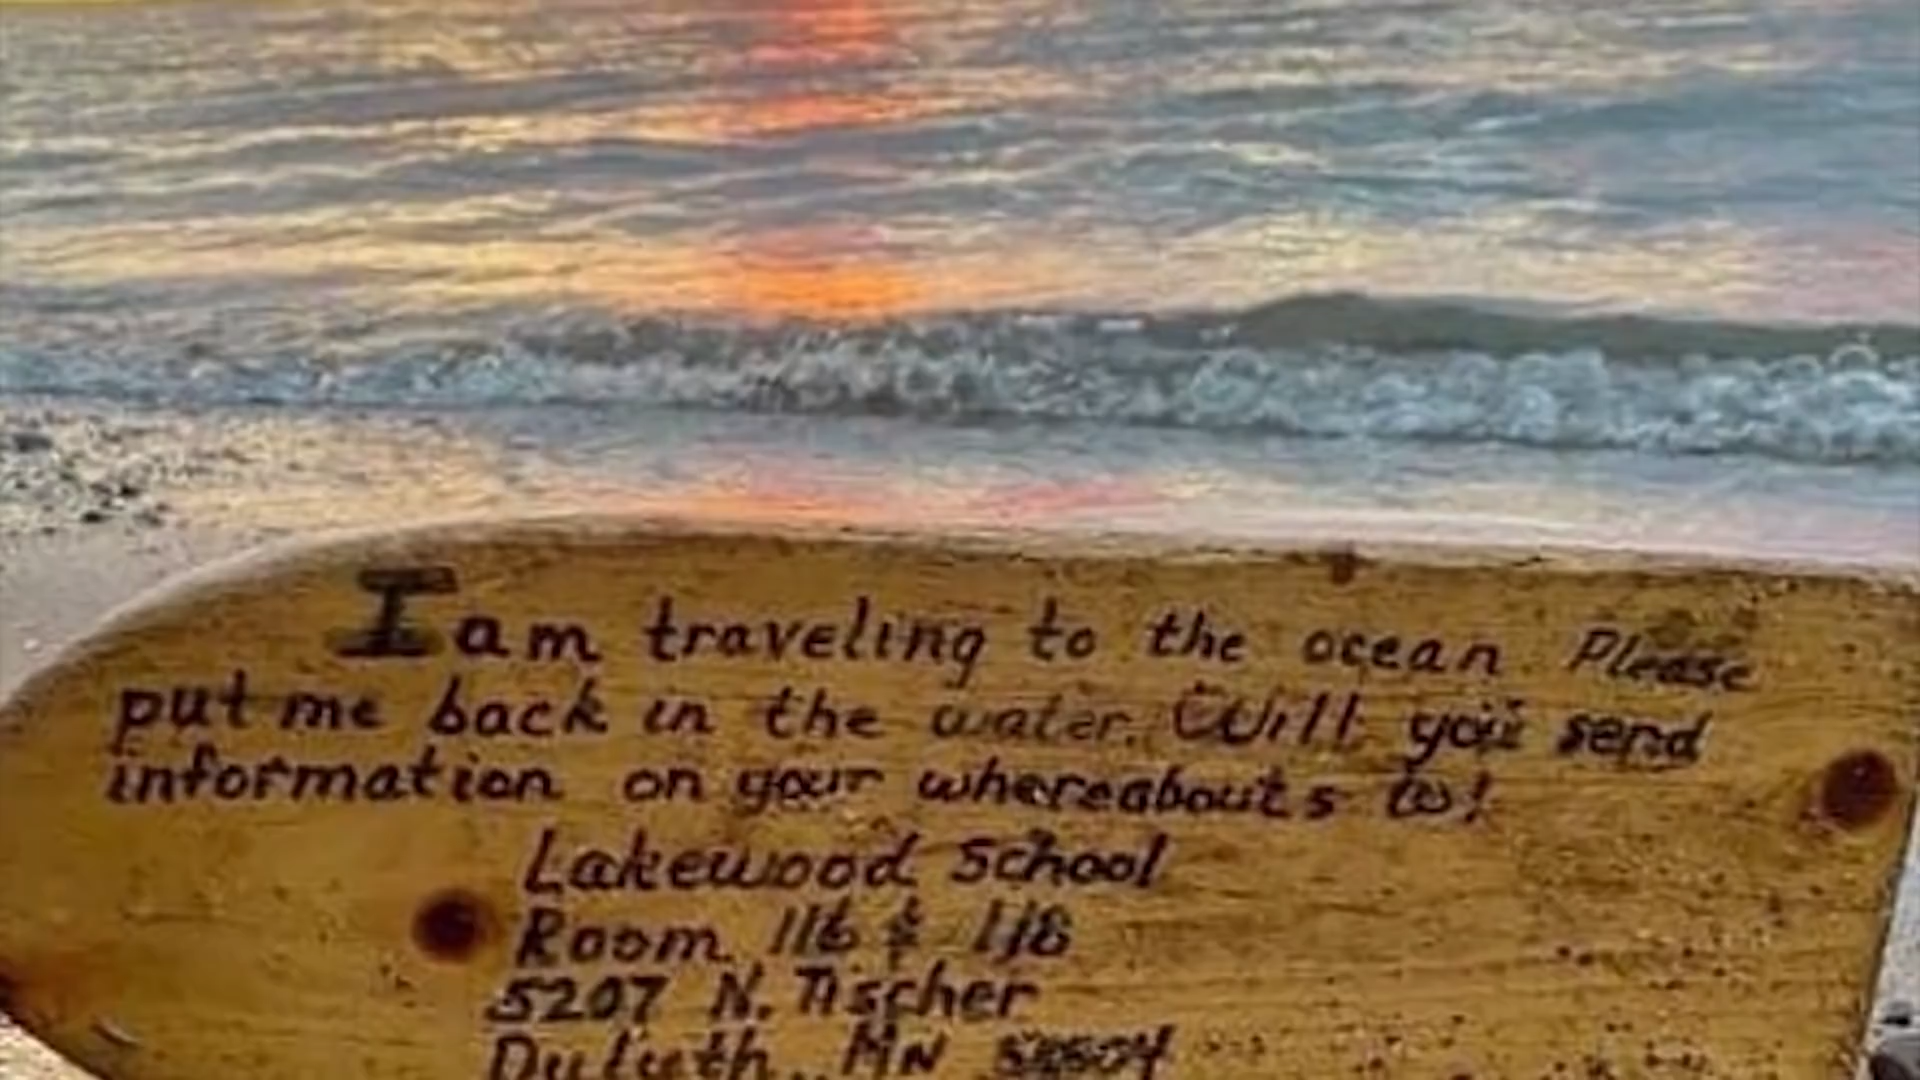 I am traveling to the ocean. Please
put me back in the water. Will you send
information on your whereabouts to!
Lakewood School
Room 116 & 118
5207 N. Tischer
Duluth, MN 55804